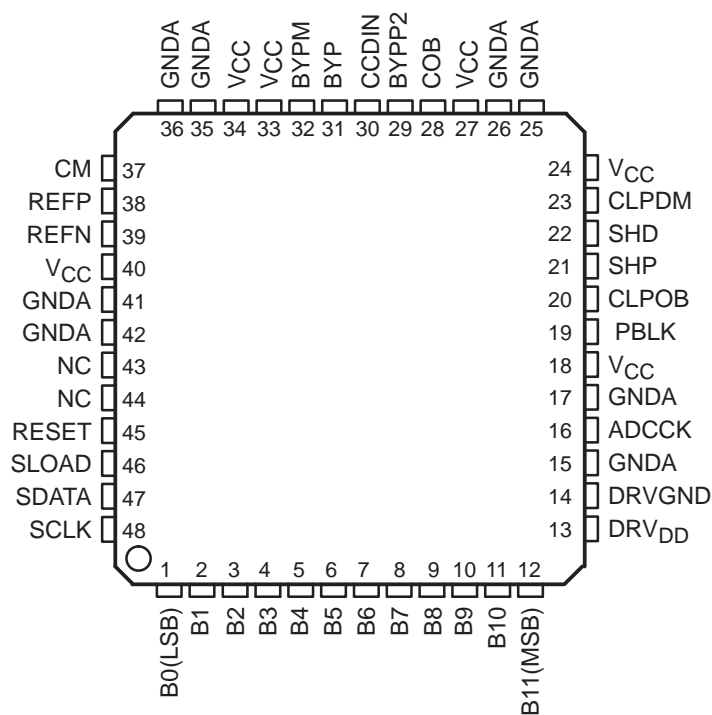 GNDA GNDA VCC VCC BYPM BYP CCDIN BYPP2 COB VCC GNDA GNDA
36 35 34 33 32 31 30 29 28 27 26 25
CM 37 24 VCC
REFP 38 23 CLPDM
REFN 39 22 SHD
VCC 40 21 SHP
GNDA 41 20 CLPOB
GNDA 42 19 PBLK
NC 43 18 VCC
NC 44 17 GNDA
RESET 45 16 ADCCK
SLOAD 46 15 GNDA
SDATA 47 14 DRVGND
SCLK 48 13 DRVDD
1 2 3 4 5 6 7 8 9 10 11 12
B0(LSB) B1 B2 B3 B4 B5 B6 B7 B8 B9 B10 B11(MSB)